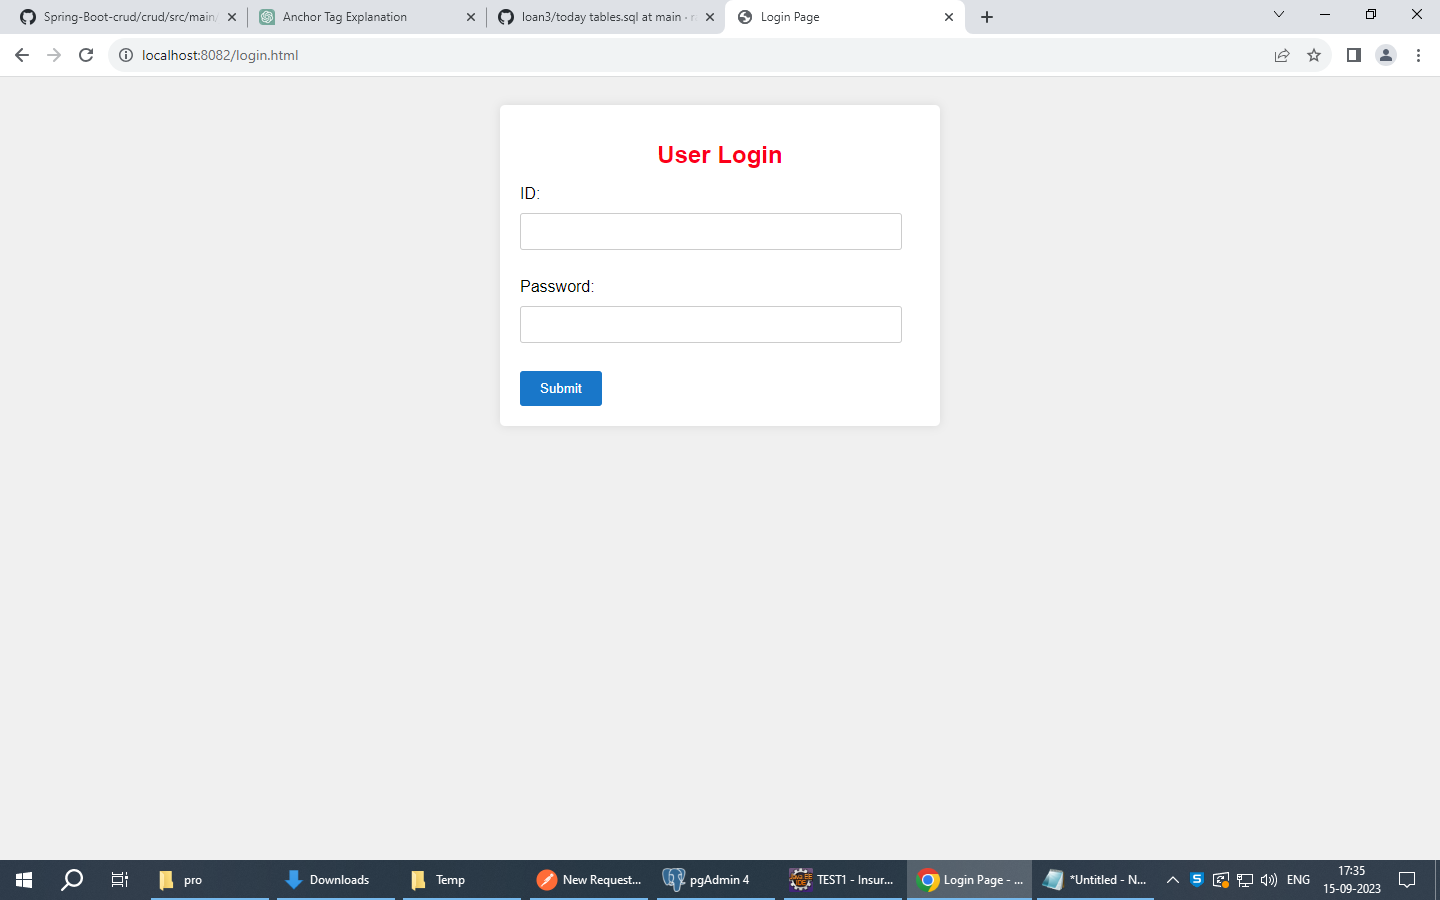 Spring-Boot-crud/crud/src/main/
Anchor Tag Explanation
loan3/today tables.sql at main · r
Login Page
localhost:8082/login.html
User Login
ID:
Password:
Submit
pro
Downloads
Temp
New Request...
pgAdmin 4
TEST1 - Insur...
Login Page - ...
*Untitled - N...
ENG
17:35
15-09-2023